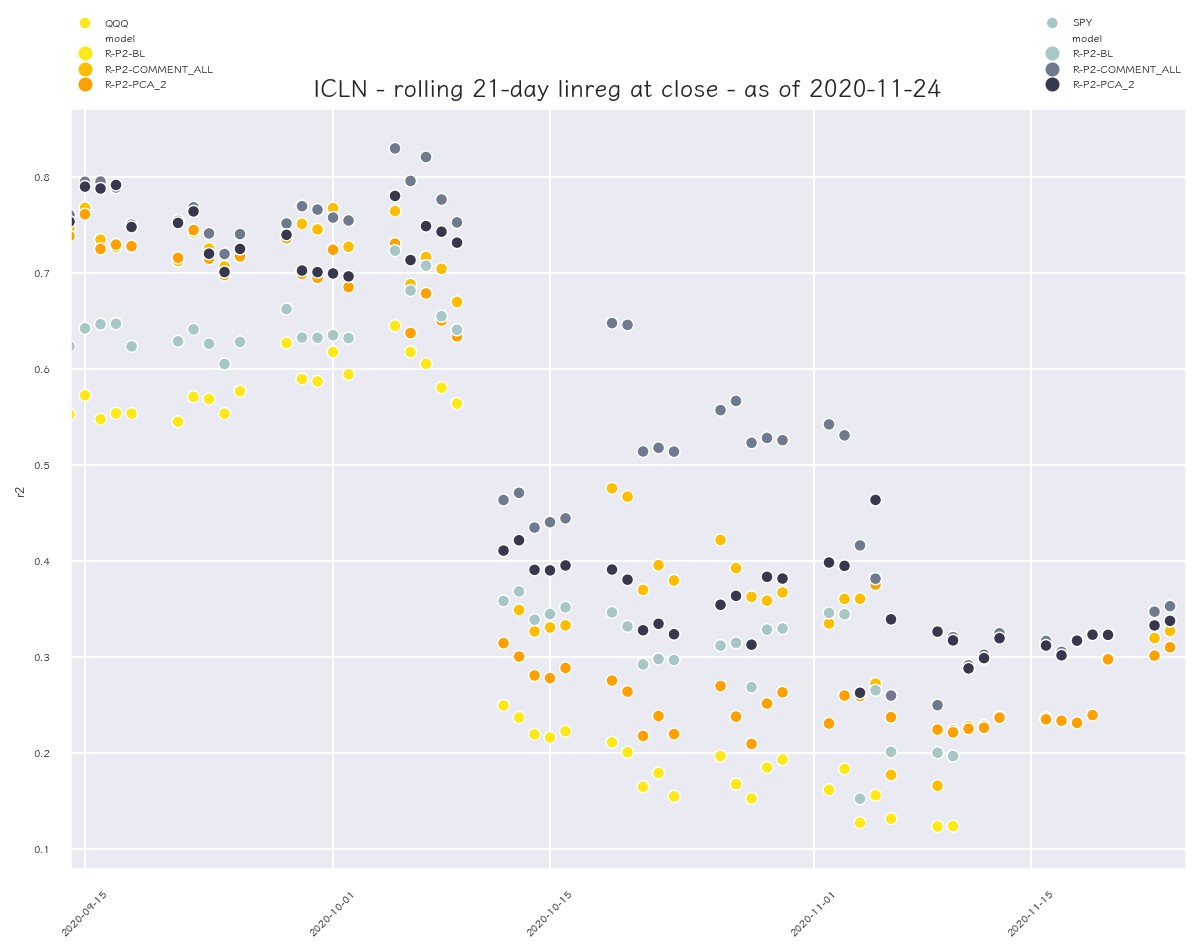 QQQ
model
R-P2-BL
R-P2-COMMENT_ALL
R-P2-PCA_2
SPY
model
R-P2-BL
R-P2-COMMENT_ALL
R-P2-PCA_2
ICLN - rolling 21-day linreg at close - as of 2020-11-24
0.8
0.7
0.6
0.5
0.4
0.3
0.2
0.1
r2
2020-09-15
2020-10-01
2020-10-15
2020-11-01
2020-11-15